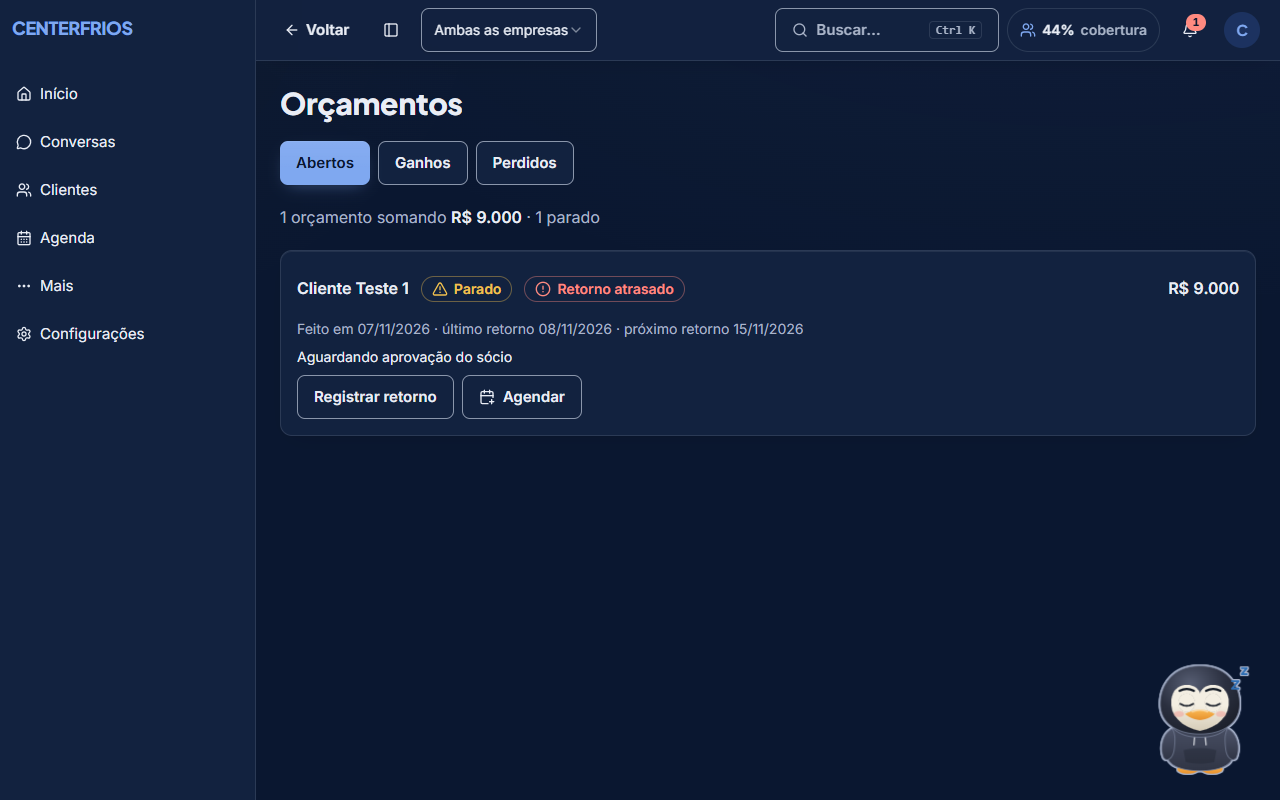 CENTERFRIOS
Voltar
Ambas as empresas
Buscar...
Ctrl K
44% cobertura
1
C
Início
Conversas
Clientes
Agenda
Mais
Configurações
Orçamentos
Abertos
Ganhos
Perdidos
1 orçamento somando R$ 9.000 · 1 parado
Cliente Teste 1
Parado
Retorno atrasado
R$ 9.000
Feito em 07/11/2026 · último retorno 08/11/2026 · próximo retorno 15/11/2026
Aguardando aprovação do sócio
Registrar retorno
Agendar
Z
Z